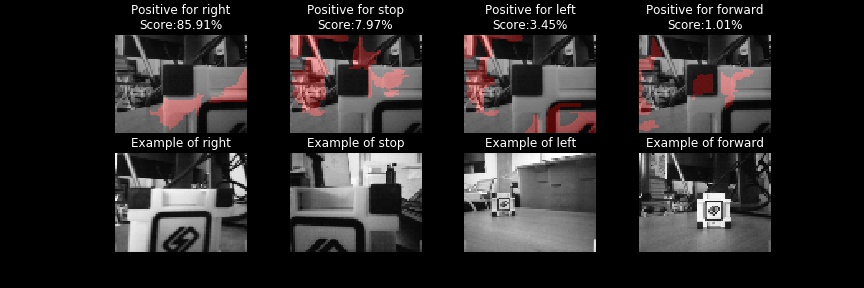 Positive for right
Score:85.91%
Positive for stop
Score:7.97%
Positive for left
Score:3.45%
Positive for forward
Score:1.01%
Example of right
Example of stop
Example of left
Example of forward